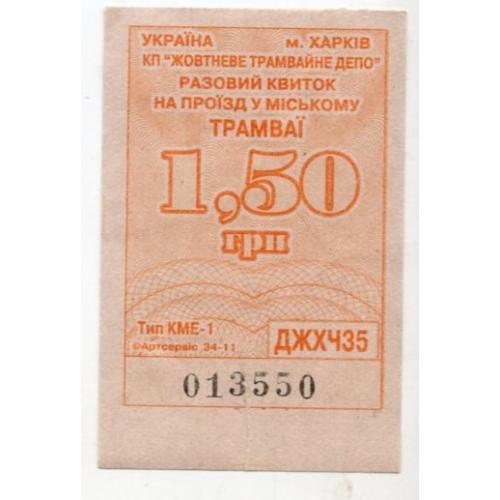 УКРАЇНА м. ХАРКІВ
КП "ЖОВТНЕВЕ ТРАМВАЙНЕ ДЕПО"
РАЗОВИЙ КВИТОК
НА ПРОЇЗД У МІСЬКОМУ
ТРАМВАЇ
1,50
грн
Тип КМЕ-1
©Артсервіс 34-11
ДЖХЧ35
013550